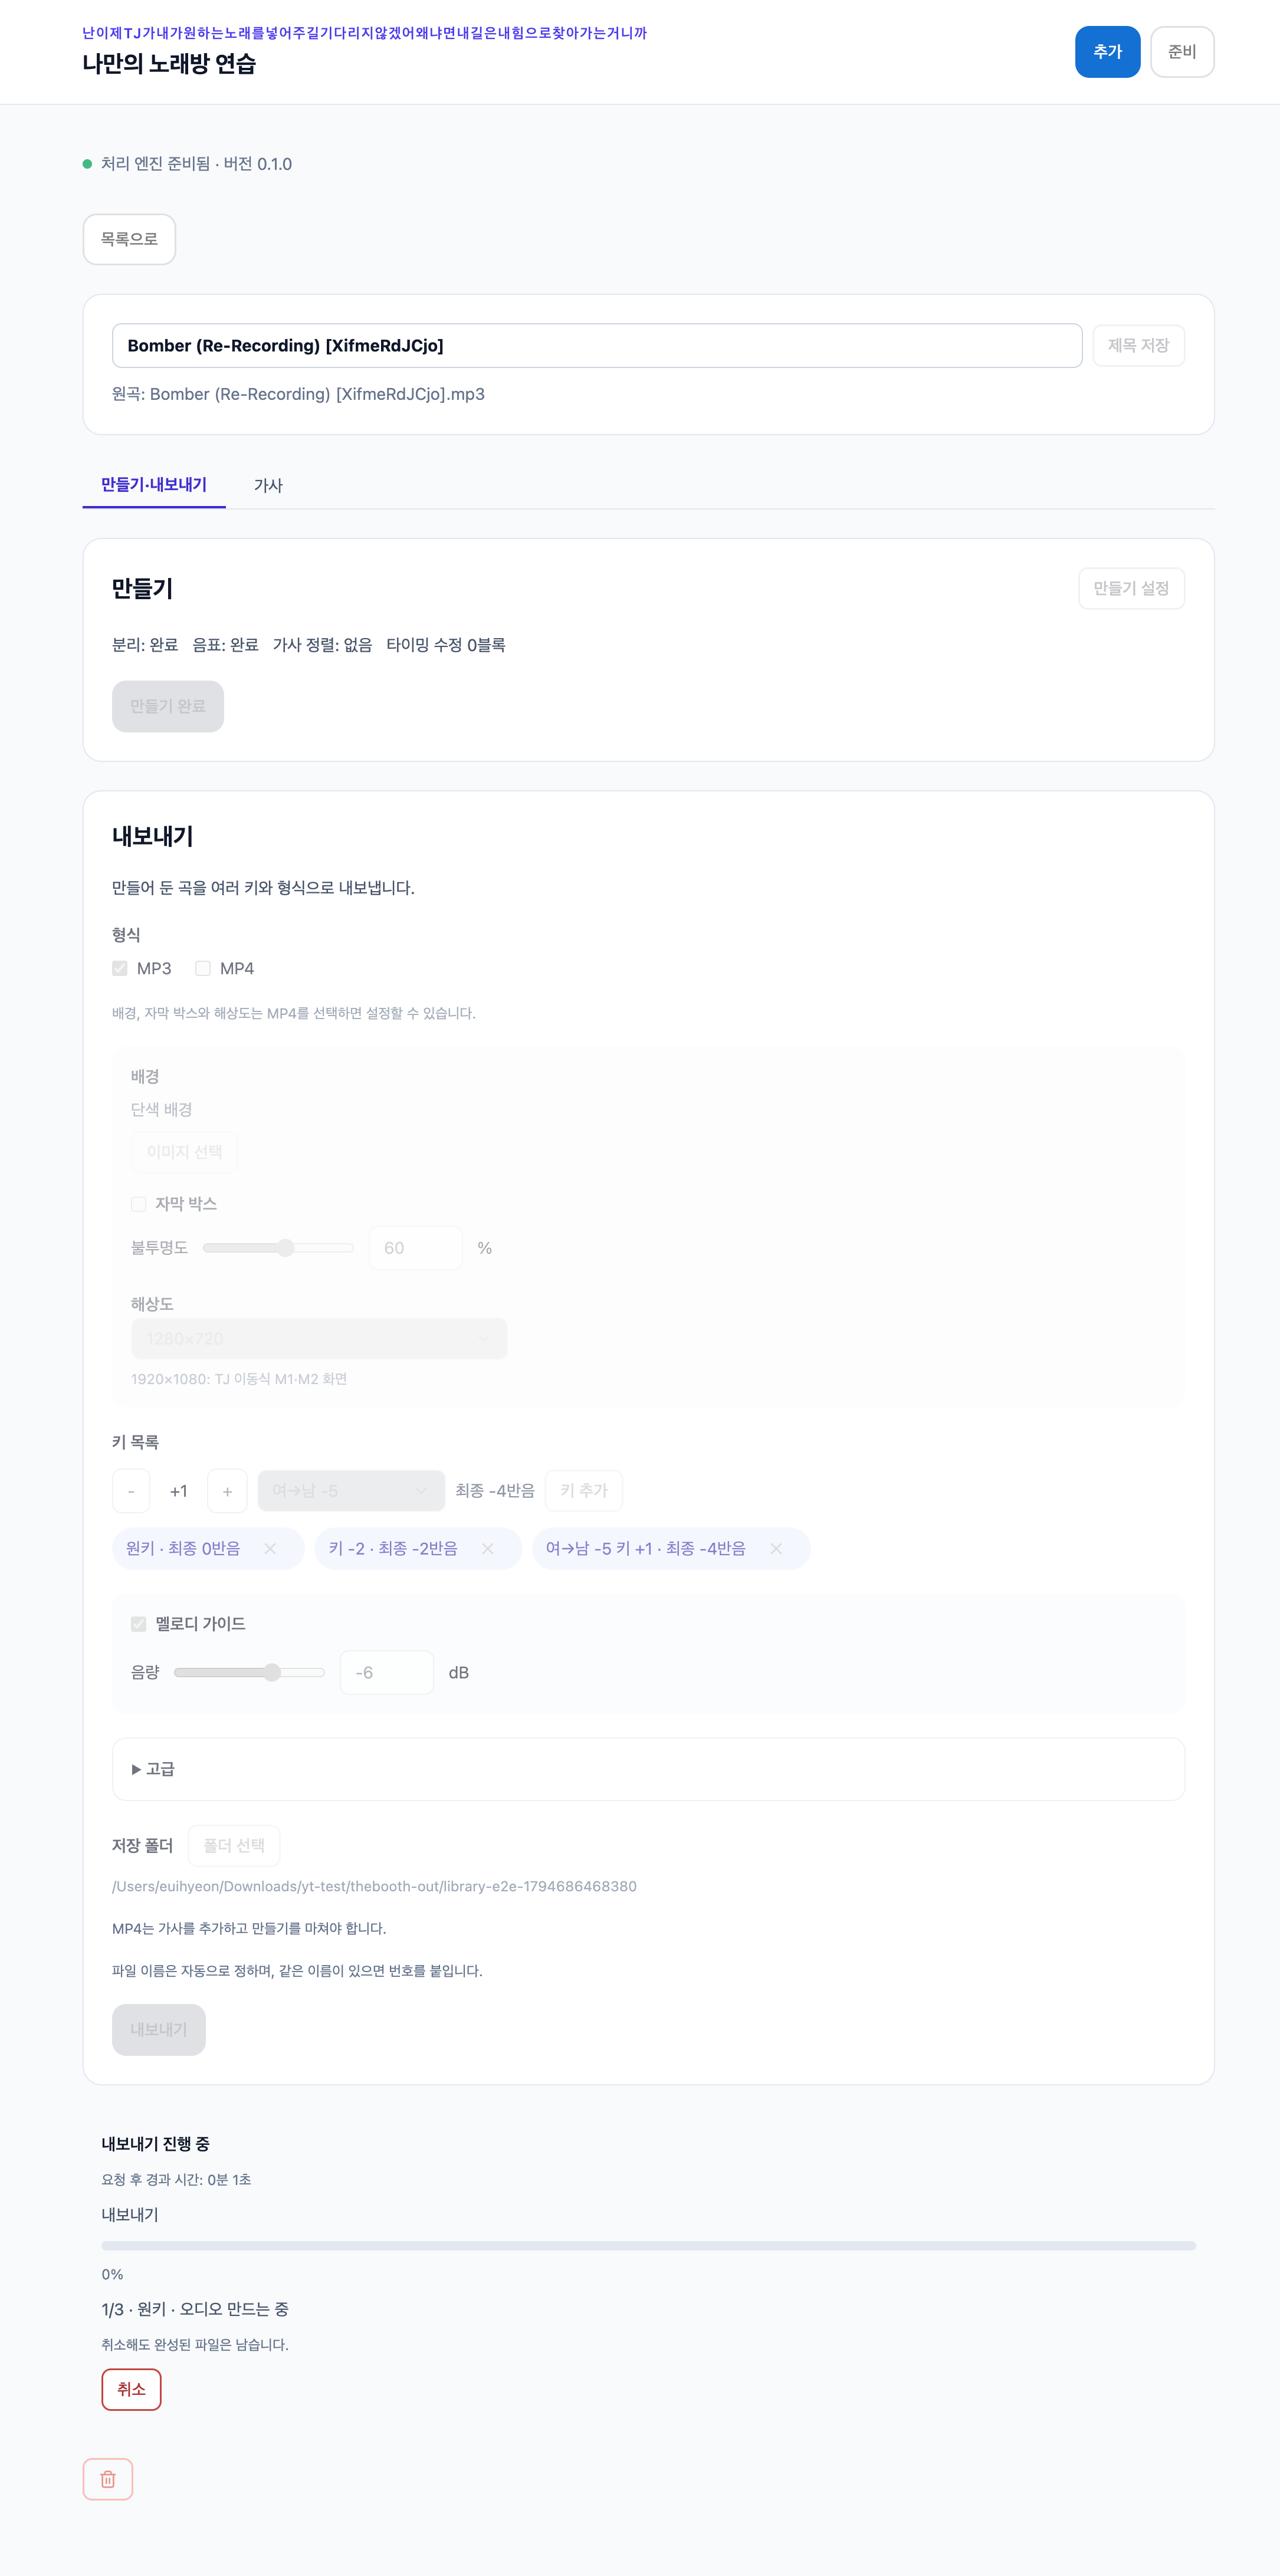 난이제TJ가내가원하는노래를넣어주길기다리지않겠어왜냐면내길은내힘으로찾아가는거니까
나만의 노래방 연습
추가
준비
처리 엔진 준비됨 · 버전 0.1.0
목록으로
Bomber (Re-Recording) [XifmeRdJCjo]
제목 저장
원곡: Bomber (Re-Recording) [XifmeRdJCjo].mp3
만들기·내보내기
가사
만들기
만들기 설정
분리: 완료 음표: 완료 가사 정렬: 없음 타이밍 수정 0블록
만들기 완료
내보내기
만들어 둔 곡을 여러 키와 형식으로 내보냅니다.
형식
MP3 MP4
배경, 자막 박스와 해상도는 MP4를 선택하면 설정할 수 있습니다.
배경
단색 배경
이미지 선택
자막 박스
불투명도 60 %
해상도
1280×720
1920×1080: TJ 이동식 M1·M2 화면
키 목록
- +1 + 여→남 -5 최종 -4반음 키 추가
원키 · 최종 0반음 × 키 -2 · 최종 -2반음 × 여→남 -5 키 +1 · 최종 -4반음 ×
멜로디 가이드
음량 -6 dB
▶ 고급
저장 폴더 폴더 선택
/Users/euihyeon/Downloads/yt-test/thebooth-out/library-e2e-1794686468380
MP4는 가사를 추가하고 만들기를 마쳐야 합니다.
파일 이름은 자동으로 정하며, 같은 이름이 있으면 번호를 붙입니다.
내보내기
내보내기 진행 중
요청 후 경과 시간: 0분 1초
내보내기
0%
1/3 · 원키 · 오디오 만드는 중
취소해도 완성된 파일은 남습니다.
취소